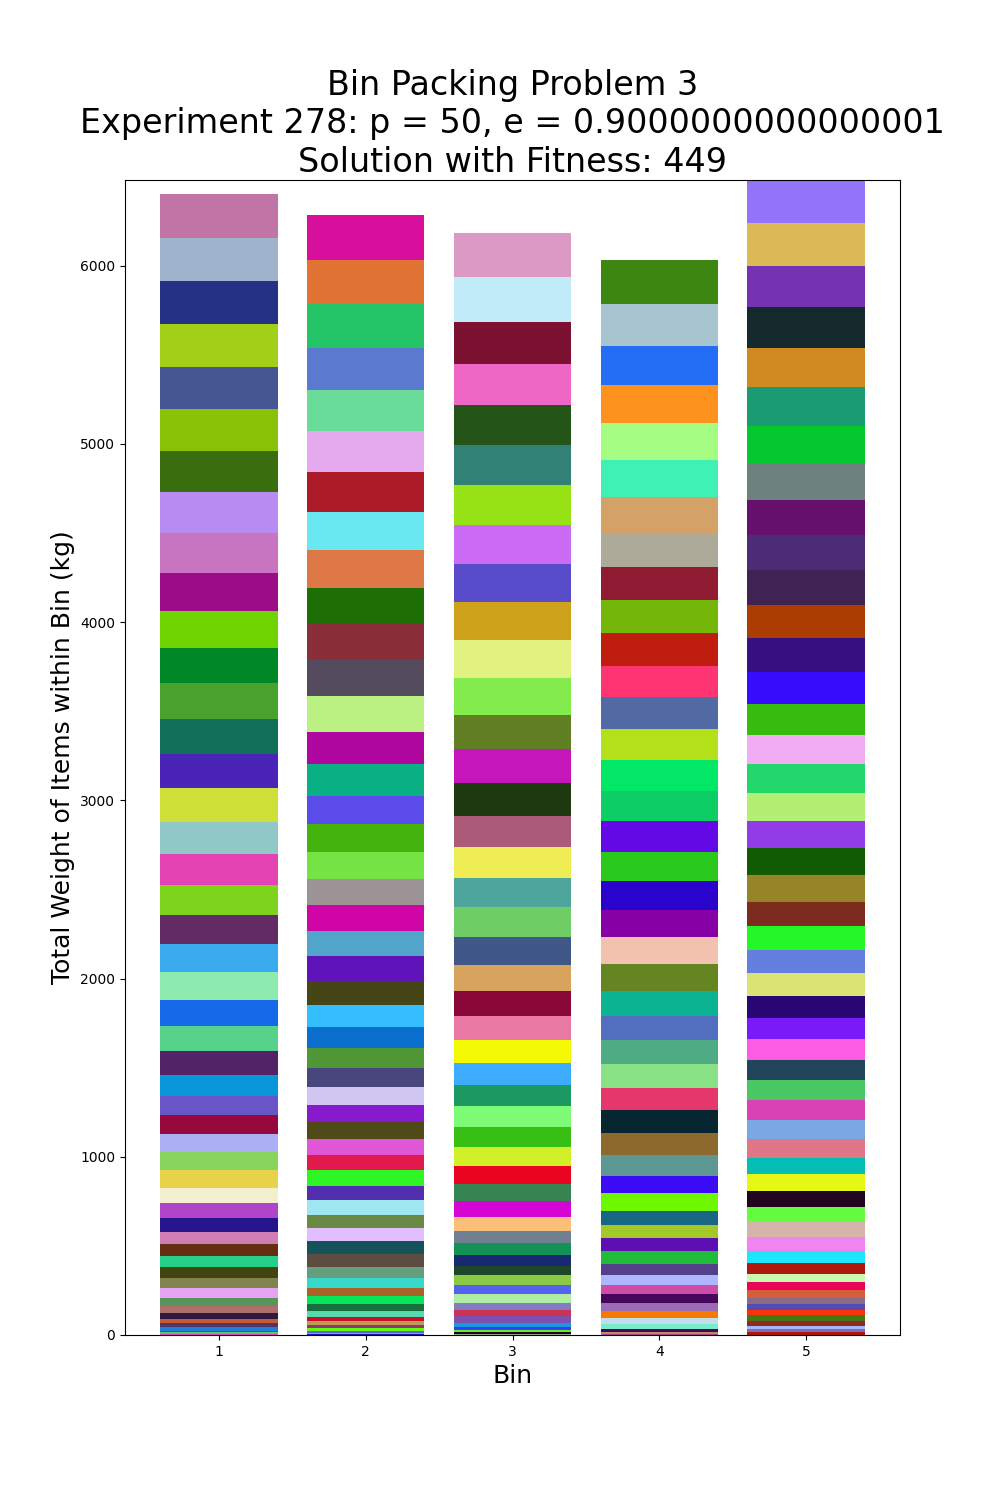 Bin Packing Problem 3
Experiment 278: p = 50, e = 0.9000000000000001
Solution with Fitness: 449
6000
5000
4000
3000
2000
1000
0
Total Weight of Items within Bin (kg)
1 2 3 4 5
Bin